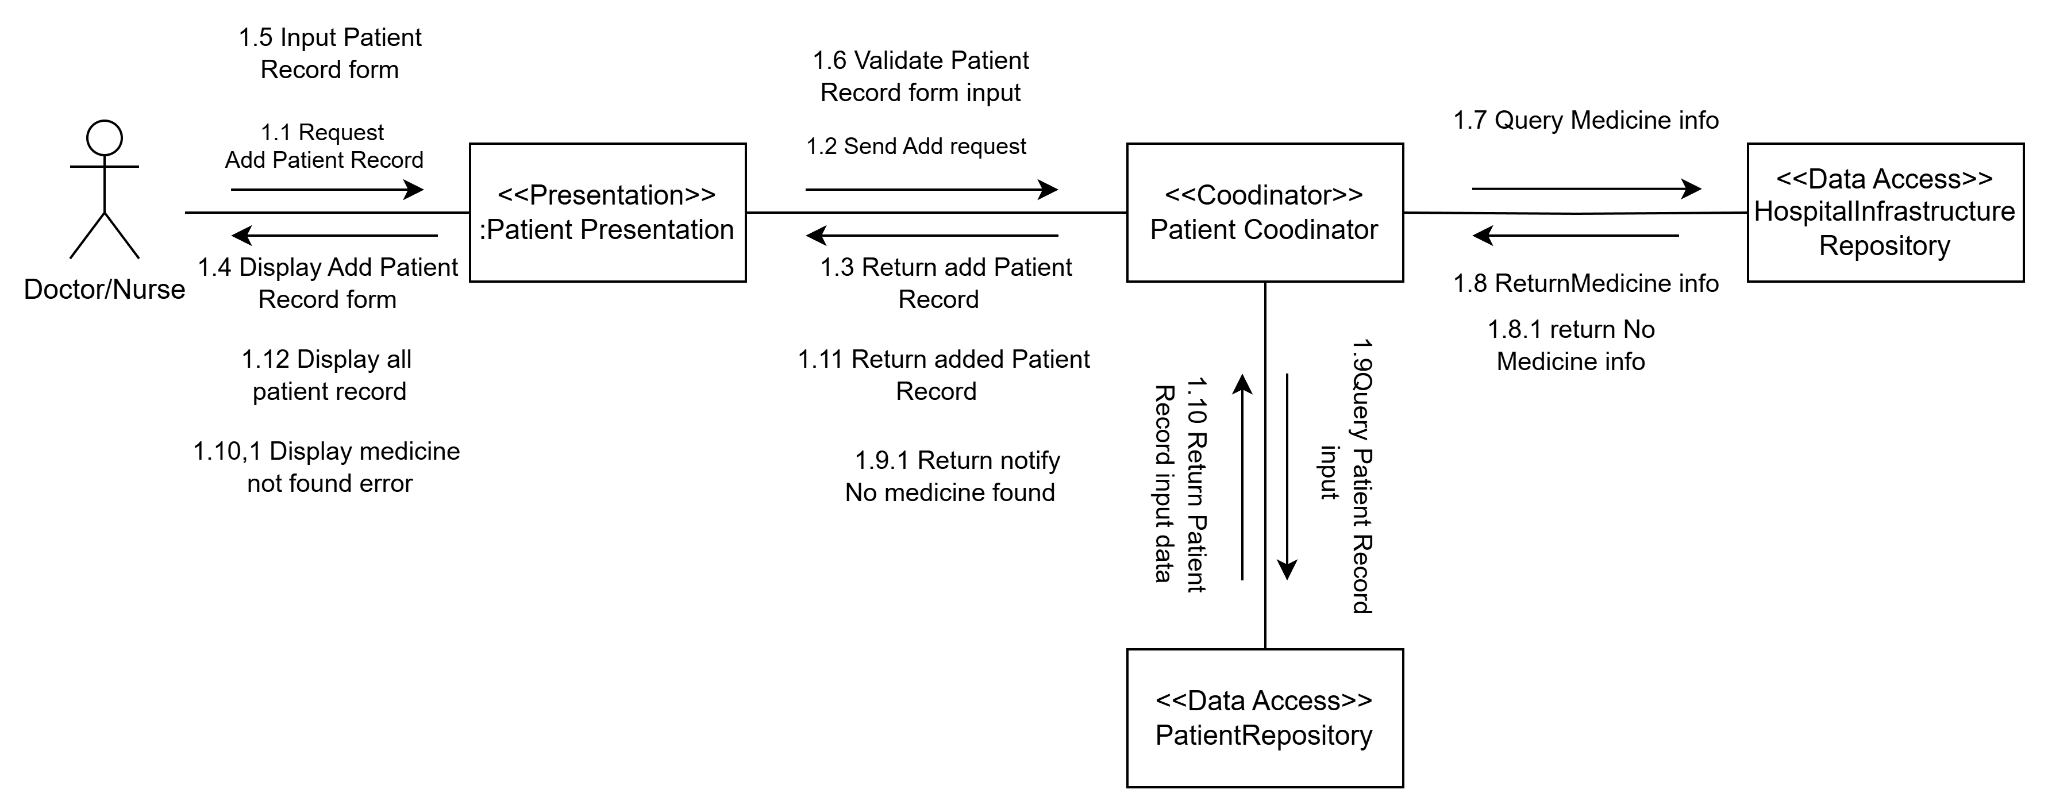 1.5 Input Patient
Record form
1.6 Validate Patient
Record form input
1.7 Query Medicine info
1.1 Request
Add Patient Record
1.2 Send Add request
<<Presentation>>
:Patient Presentation
<<Coodinator>>
Patient Coodinator
<<Data Access>>
HospitalInfrastructure
Repository
Doctor/Nurse
1.4 Display Add Patient
Record form
1.3 Return add Patient
Record
1.8 ReturnMedicine info
1.8.1 return No
Medicine info
1.12 Display all
patient record
1.11 Return added Patient
Record
1.10,1 Display medicine
not found error
1.9.1 Return notify
No medicine found
1.10 Return Patient
Record input data
1.9Query Patient Record
input
<<Data Access>>
PatientRepository